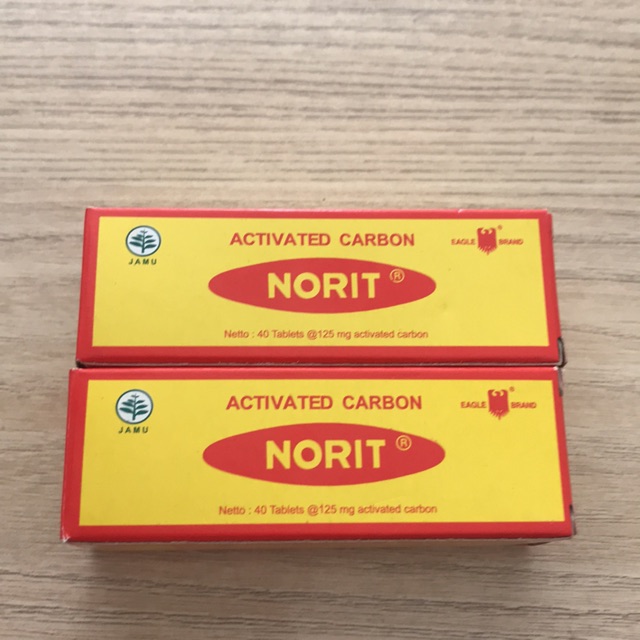 JAMU
ACTIVATED CARBON
EAGLE BRAND ®
NORIT ®
Netto : 40 Tablets @125 mg activated carbon
JAMU
ACTIVATED CARBON
EAGLE BRAND ®
NORIT ®
Netto : 40 Tablets @125 mg activated carbon